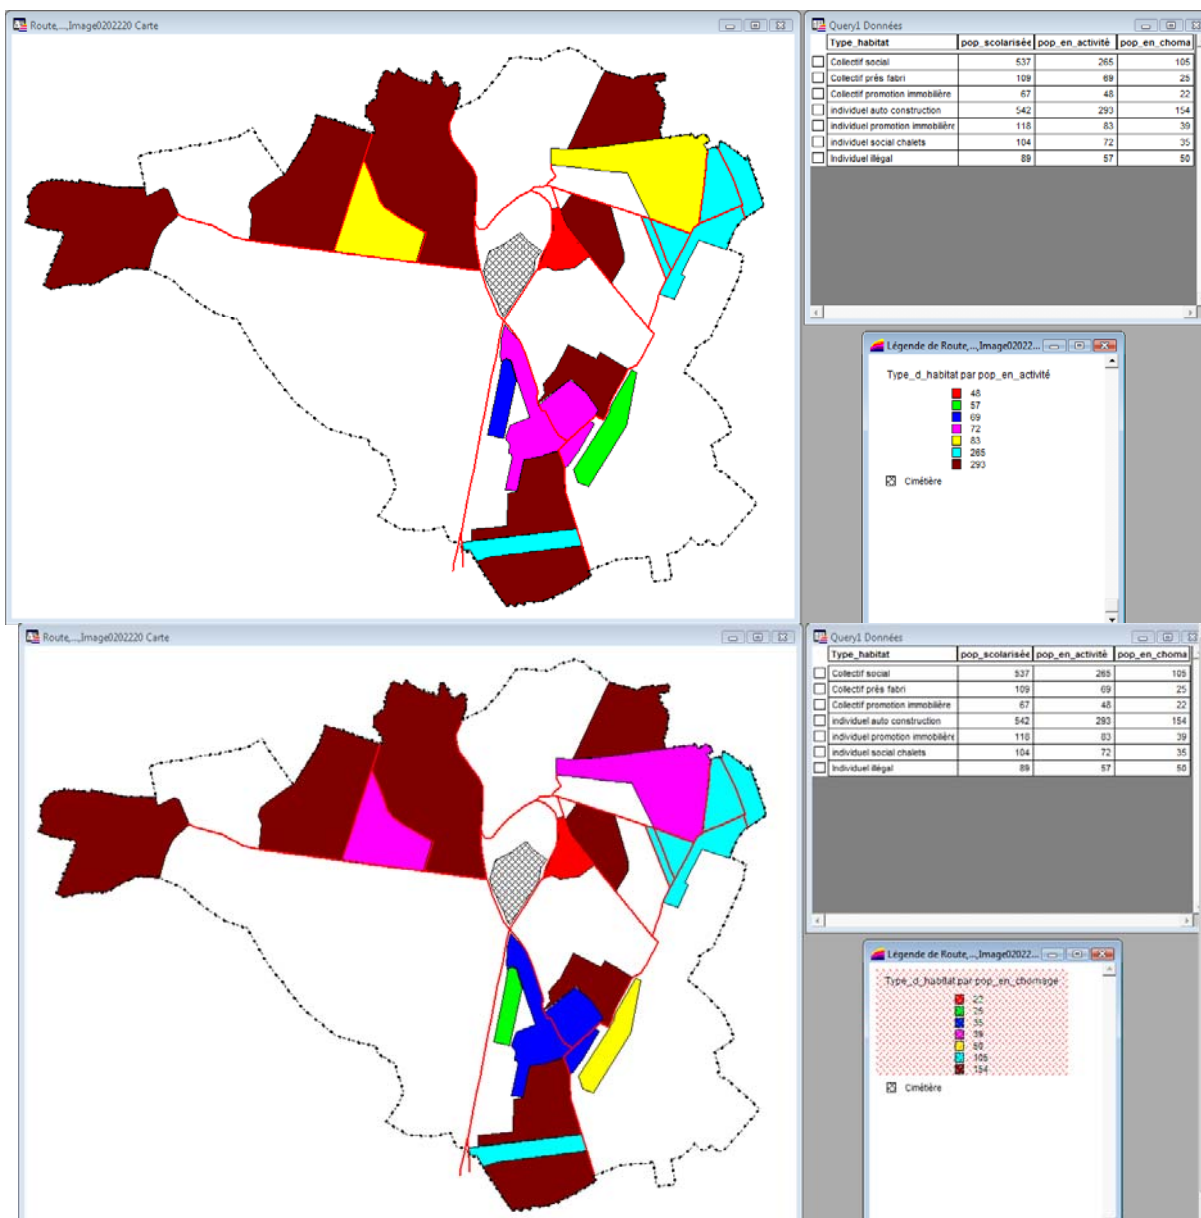 Route,...,Image0202220 Carte
Query1 Données
Type_habitat pop_scolarisée pop_en_activité pop_en_choma
Collectif social 537 265 105
Collectif prés fabri 109 69 25
Collectif promotion immobilière 67 48 22
individuel auto construction 542 293 154
individuel promotion immobilière 118 83 39
individuel social chalets 104 72 35
Individuel illégal 89 57 50
Légende de Route,...,Image02022...
Type_d_habitat par pop_en_activité
48
57
69
72
83
265
293
Cimétière
Route,...,Image0202220 Carte
Query1 Données
Type_habitat pop_scolarisée pop_en_activité pop_en_choma
Collectif social 537 265 105
Collectif prés fabri 109 69 25
Collectif promotion immobilière 67 48 22
individuel auto construction 542 293 154
individuel promotion immobilière 118 83 39
individuel social chalets 104 72 35
Individuel illégal 89 57 50
Légende de Route,...,Image02022...
Type_d_habitat par pop_en_chomage
22
25
35
39
50
105
154
Cimétière